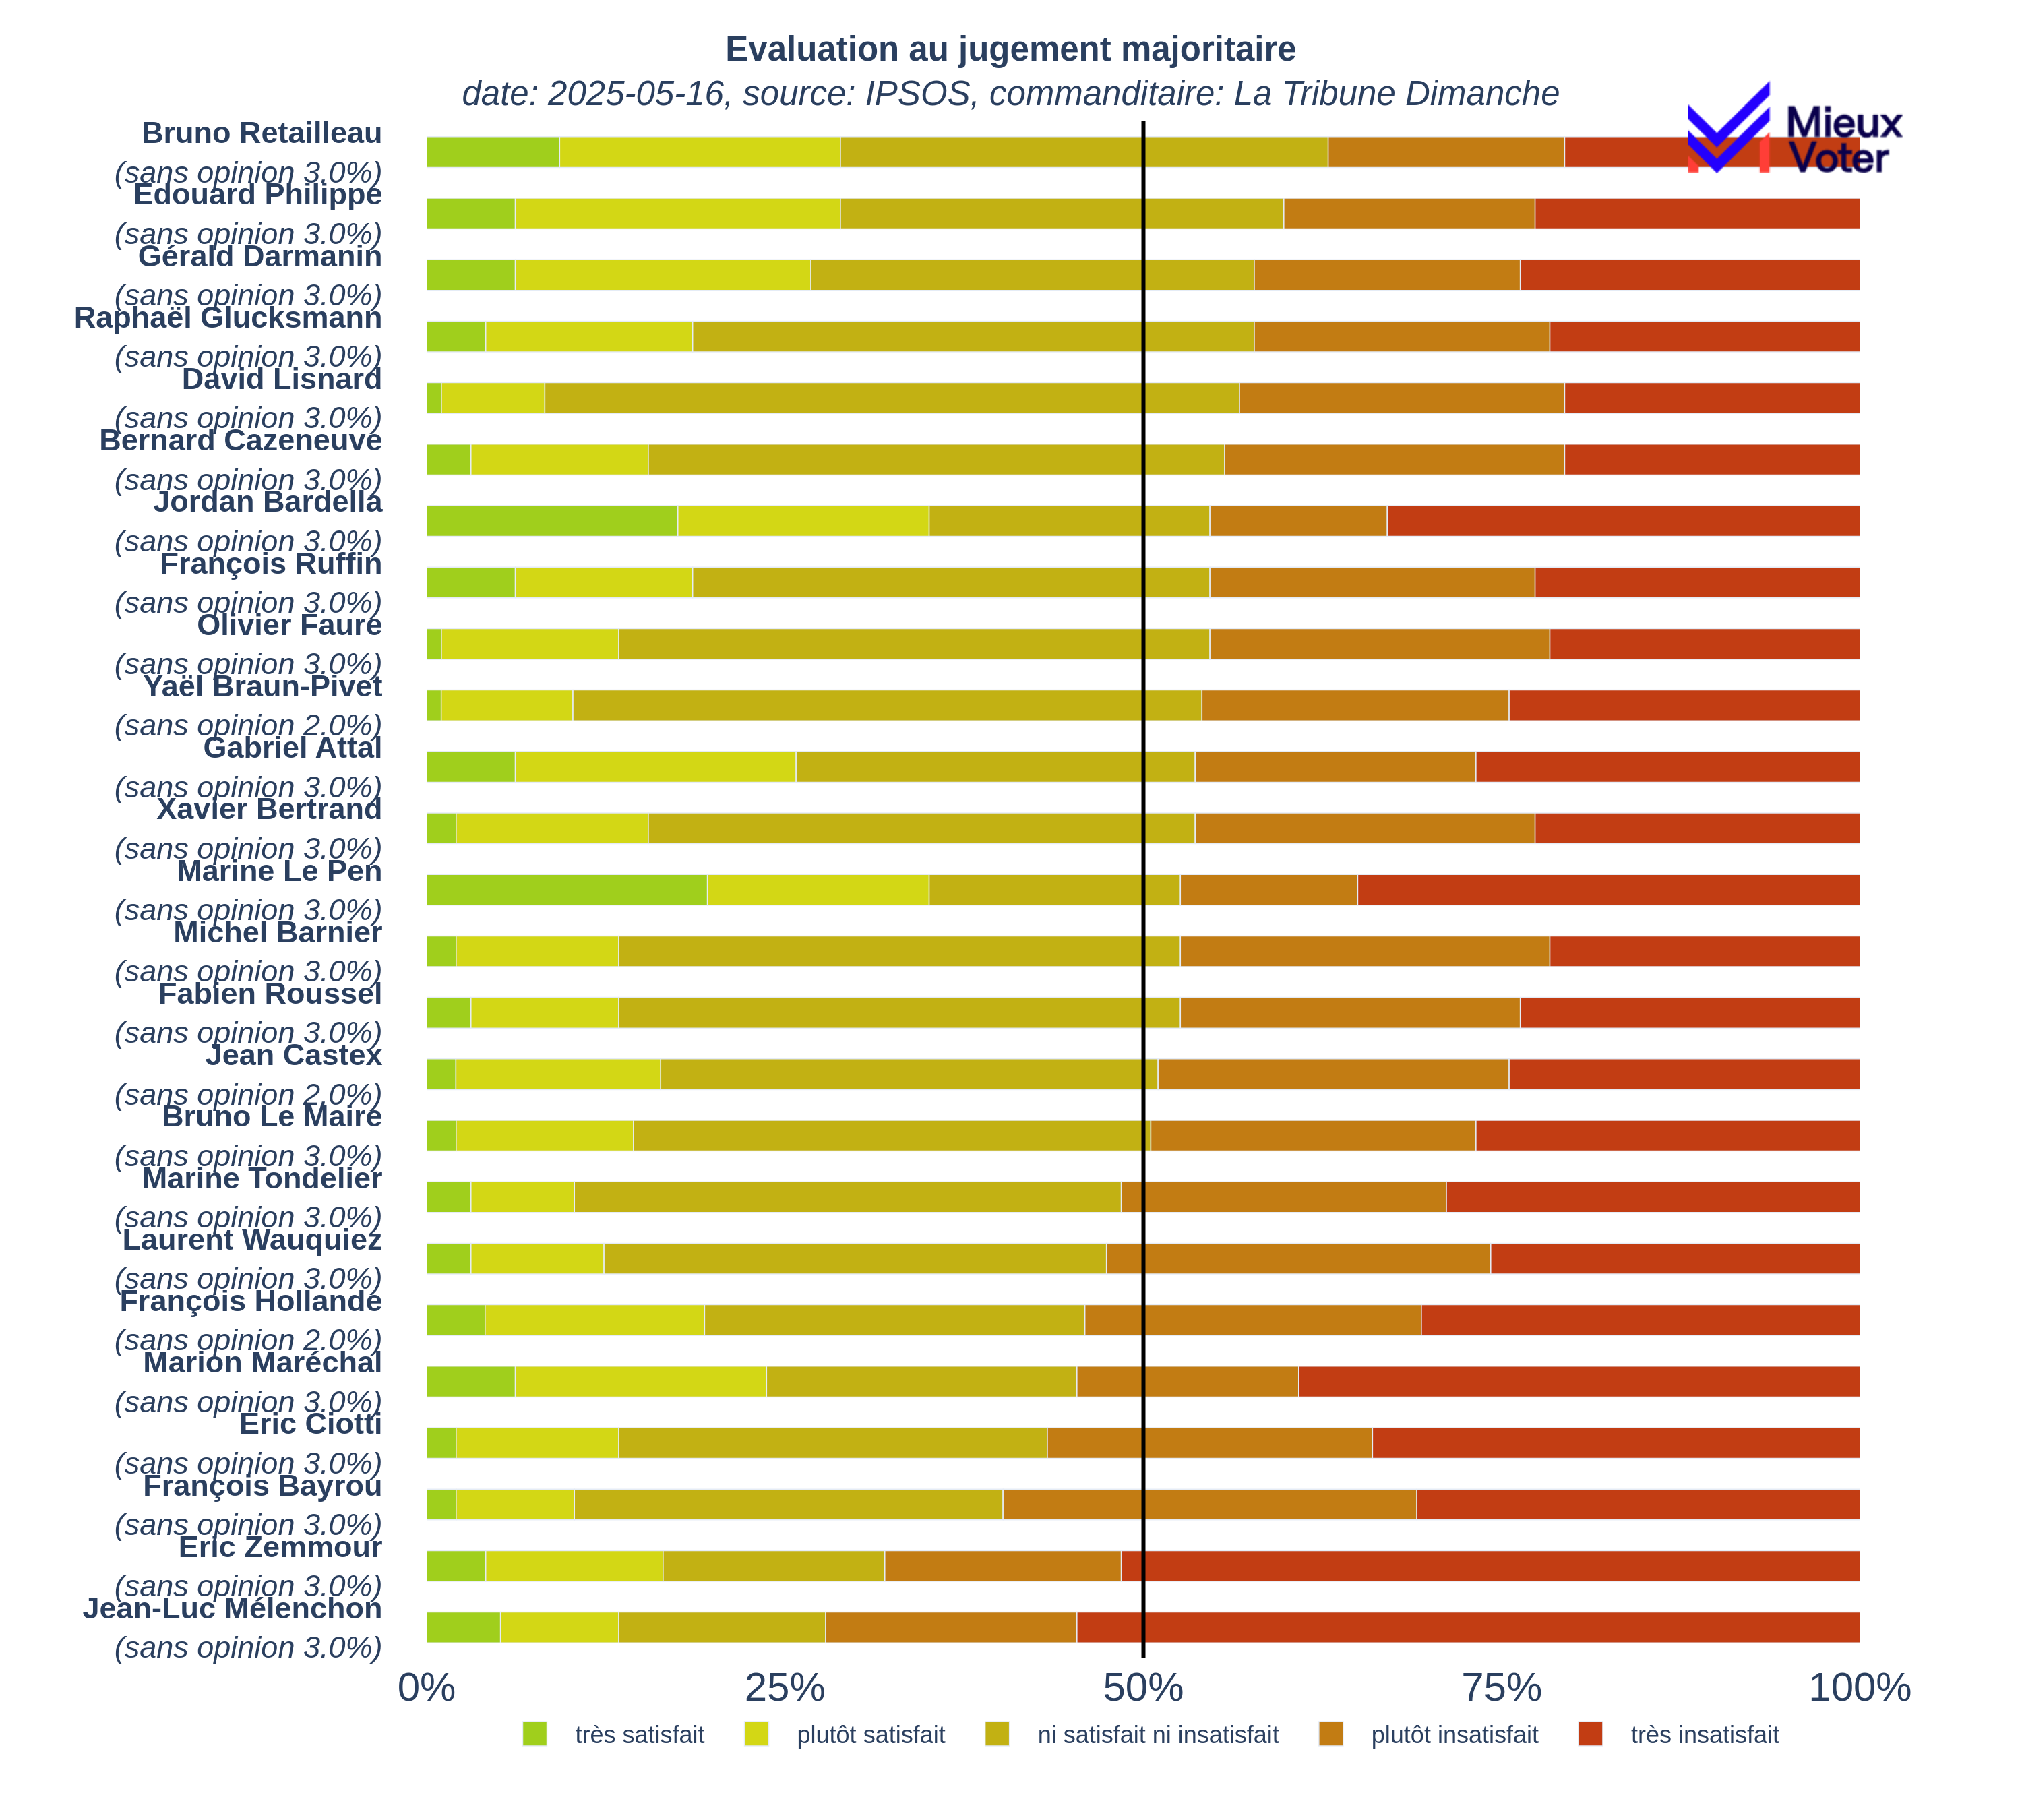 Evaluation au jugement majoritaire
date: 2025-05-16, source: IPSOS, commanditaire: La Tribune Dimanche
Mieux
Voter
Bruno Retailleau
(sans opinion 3.0%)
Edouard Philippe
(sans opinion 3.0%)
Gérald Darmanin
(sans opinion 3.0%)
Raphaël Glucksmann
(sans opinion 3.0%)
David Lisnard
(sans opinion 3.0%)
Bernard Cazeneuve
(sans opinion 3.0%)
Jordan Bardella
(sans opinion 3.0%)
François Ruffin
(sans opinion 3.0%)
Olivier Faure
(sans opinion 3.0%)
Yaël Braun-Pivet
(sans opinion 2.0%)
Gabriel Attal
(sans opinion 3.0%)
Xavier Bertrand
(sans opinion 3.0%)
Marine Le Pen
(sans opinion 3.0%)
Michel Barnier
(sans opinion 3.0%)
Fabien Roussel
(sans opinion 3.0%)
Jean Castex
(sans opinion 2.0%)
Bruno Le Maire
(sans opinion 3.0%)
Marine Tondelier
(sans opinion 3.0%)
Laurent Wauquiez
(sans opinion 3.0%)
François Hollande
(sans opinion 2.0%)
Marion Maréchal
(sans opinion 3.0%)
Eric Ciotti
(sans opinion 3.0%)
François Bayrou
(sans opinion 3.0%)
Eric Zemmour
(sans opinion 3.0%)
Jean-Luc Mélenchon
(sans opinion 3.0%)
0% 25% 50% 75% 100%
très satisfait plutôt satisfait ni satisfait ni insatisfait plutôt insatisfait très insatisfait